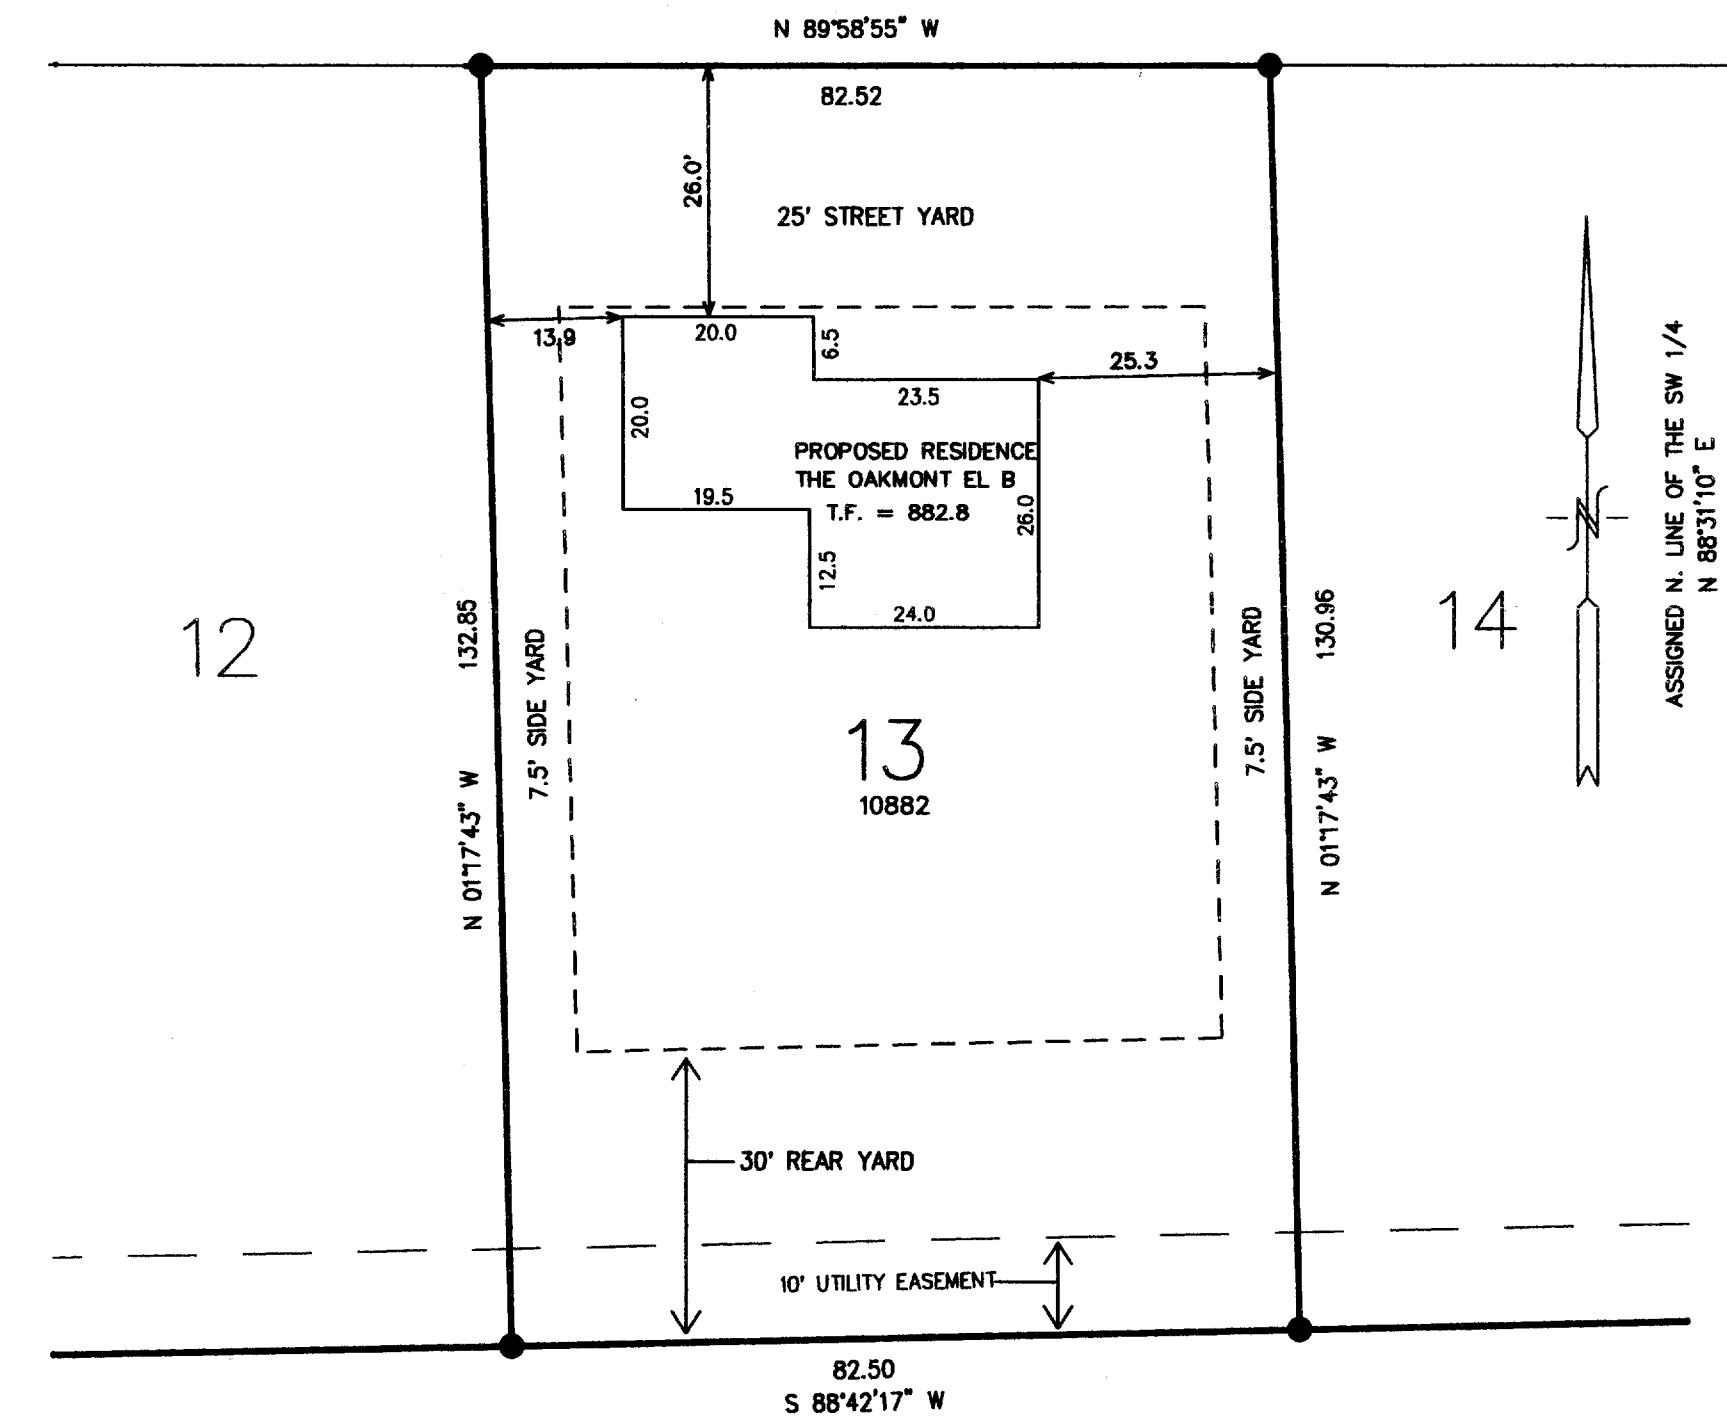 N 89°58'55" W
82.52
26.0'
25' STREET YARD
13.9
20.0
6.5
25.3
23.5
20.0
PROPOSED RESIDENCE
THE OAKMONT EL B
T.F. = 882.8
19.5
26.0
12.5
24.0
12
132.85
N 01°17'43" W
7.5' SIDE YARD
13
10882
7.5' SIDE YARD
130.96
N 01°17'43" W
14
N
ASSIGNED N. LINE OF THE SW 1/4
N 88°31'10" E
30' REAR YARD
10' UTILITY EASEMENT
82.50
S 88°42'17" W